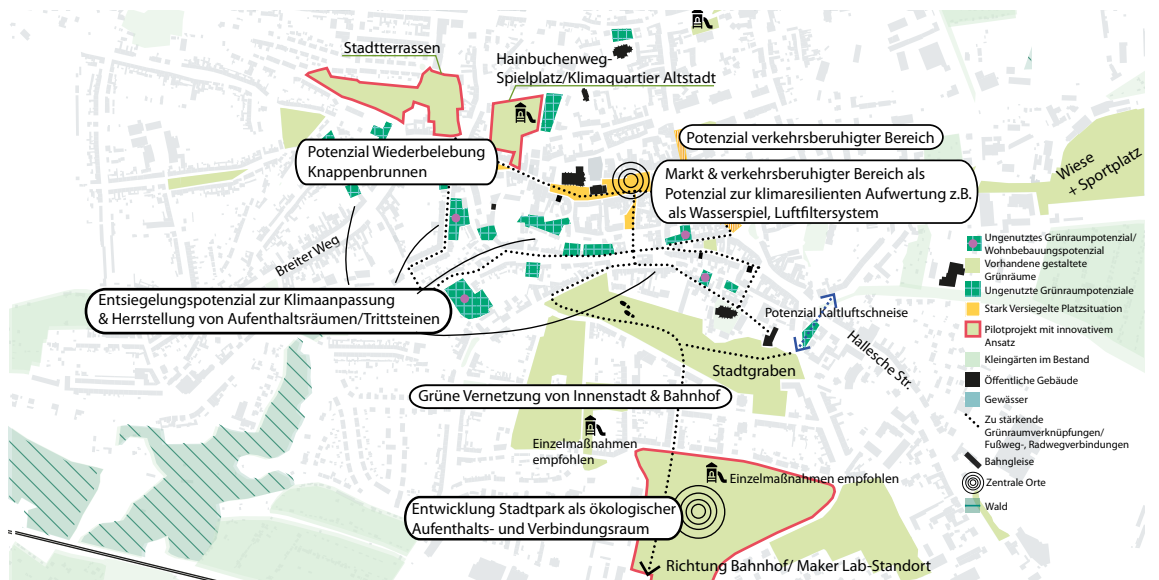 Stadtterrassen
Hainbuchenweg-
Spielplatz/Klimaquartier Altstadt
Potenzial verkehrsberuhigter Bereich
Potenzial Wiederbelebung
Knappenbrunnen
Markt & verkehrsberuhigter Bereich als
Potenzial zur klimaresilienten Aufwertung z.B.
als Wasserspiel, Luftfiltersystem
Wiese
+ Sportplatz
Breiter Weg
Entsiegelungspotenzial zur Klimaanpassung
& Herstellung von Aufenthaltsräumen/Trittsteinen
Potenzial Kaltluftschneise
Hallesche Str.
Stadtgraben
Grüne Vernetzung von Innenstadt & Bahnhof
Einzelmaßnahmen
empfohlen
Einzelmaßnahmen empfohlen
Entwicklung Stadtpark als ökologischer
Aufenthalts- und Verbindungsraum
Richtung Bahnhof/ Maker Lab-Standort
Ungenutztes Grünraumpotenzial/
Wohnbebauungspotenzial
Vorhandene gestaltete
Grünräume
Ungenutzte Grünraumpotenziale
Stark Versiegelte Platzsituation
Pilotprojekt mit innovativem
Ansatz
Kleingärten im Bestand
Öffentliche Gebäude
Gewässer
Zu stärkende
Grünraumverknüpfungen/
Fußweg-, Radwegverbindungen
Bahngleise
Zentrale Orte
Wald